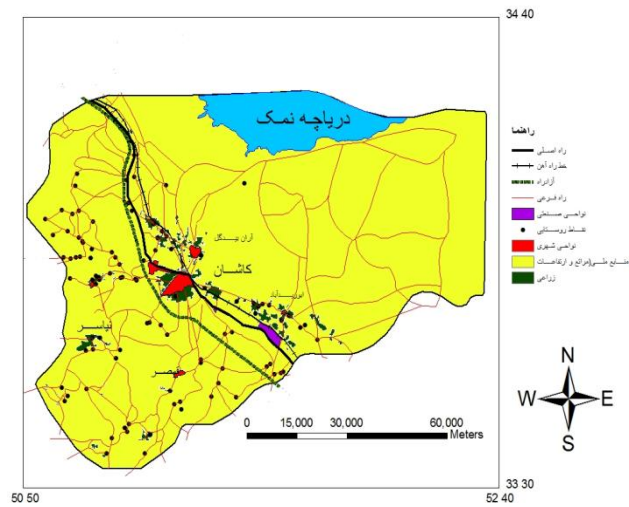 34 40
دریاچه نمک
راهنما
راه اصلی
خط راه آهن
آزادراه
راه فرعی
نواحی صنعتی
نقاط روستایی
نواحی شهری
منابع ملی(مراتع و ارتفاعات
زراعی
آران بیدگل
کاشان
نیاسر
قمصر
N
W E
S
0 15,000 30,000 60,000
Meters
33 30
50 50 52 40